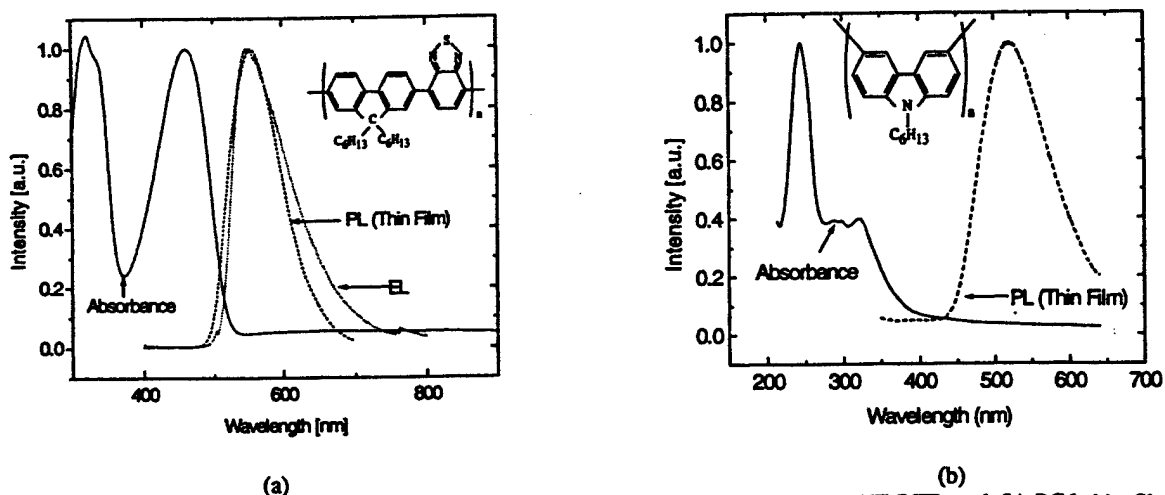 1.0
0.8
0.6
0.4
0.2
0.0
Intensity [a.u.]
400
600
800
Wavelength [nm]
Absorbance
PL (Thin Film)
EL
S
N
N
n
C
C6H13
C6H13
(a)
1.0
0.8
0.6
0.4
0.2
0.0
Intensity [a.u.]
200
300
400
500
600
700
Wavelength (nm)
Absorbance
PL (Thin Film)
N
C6H13
n
(b)